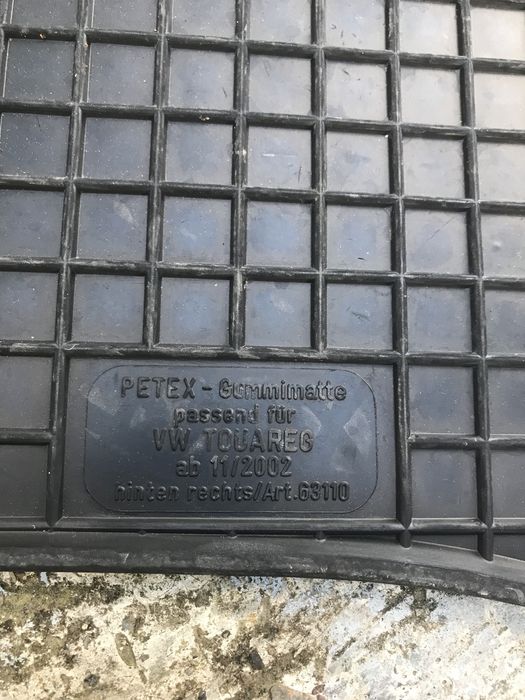 PETEX - Gummimatte
passend für
VW TOUAREG
ab 11/2002
hinten rechts/Art.63110